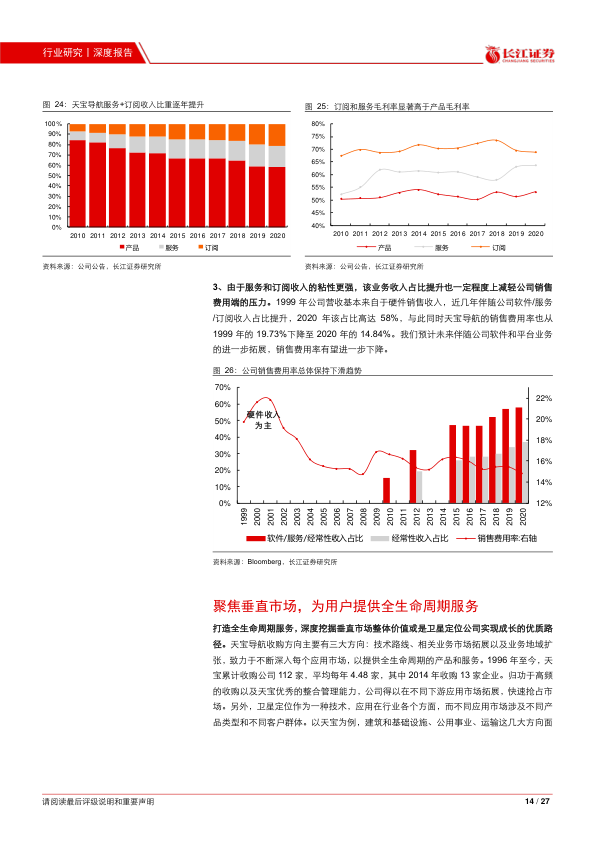 行业研究丨深度报告
长江证券
CHANGJIANG SECURITIES
图 24：天宝导航服务+订阅收入比重逐年提升
100%
90%
80%
70%
60%
50%
40%
30%
20%
10%
0%
2010 2011 2012 2013 2014 2015 2016 2017 2018 2019 2020
产品 服务 订阅
资料来源：公司公告，长江证券研究所
图 25：订阅和服务毛利率显著高于产品毛利率
80%
75%
70%
65%
60%
55%
50%
45%
40%
2010 2011 2012 2013 2014 2015 2016 2017 2018 2019 2020
产品 服务 订阅
资料来源：公司公告，长江证券研究所
3、由于服务和订阅收入的粘性更强，该业务收入占比提升也一定程度上减轻公司销售
费用端的压力。1999 年公司营收基本来自于硬件销售收入，近几年伴随公司软件/服务
/订阅收入占比提升，2020 年该占比高达 58%，与此同时天宝导航的销售费用率也从
1999 年的 19.73%下降至 2020 年的 14.84%。我们预计未来伴随公司软件和平台业务
的进一步拓展，销售费用率有望进一步下降。
图 26：公司销售费用率总体保持下滑趋势
70%
60%
50%
40%
30%
20%
10%
0%
硬件收入
为主
22%
20%
18%
16%
14%
12%
1999 2000 2001 2002 2003 2004 2005 2006 2007 2008 2009 2010 2011 2012 2013 2014 2015 2016 2017 2018 2019 2020
软件/服务/经常性收入占比 经常性收入占比 销售费用率:右轴
资料来源：Bloomberg，长江证券研究所
聚焦垂直市场，为用户提供全生命周期服务
打造全生命周期服务，深度挖掘垂直市场整体价值或是卫星定位公司实现成长的优质路
径。天宝导航收购方向主要有三大方向：技术路线、相关业务市场拓展以及业务地域扩
张，致力于不断深入每个应用市场，以提供全生命周期的产品和服务。1996 年至今，天
宝累计收购公司 112 家，平均每年 4.48 家，其中 2014 年收购 13 家企业。归功于高频
的收购以及天宝优秀的整合管理能力，公司得以在不同下游应用市场拓展，快速抢占市
场。另外，卫星定位作为一种技术，应用在行业各个方面，而不同应用市场涉及不同产
品类型和不同客户群体。以天宝为例，建筑和基础设施、公用事业、运输这几大方向面
请阅读最后评级说明和重要声明
14 / 27